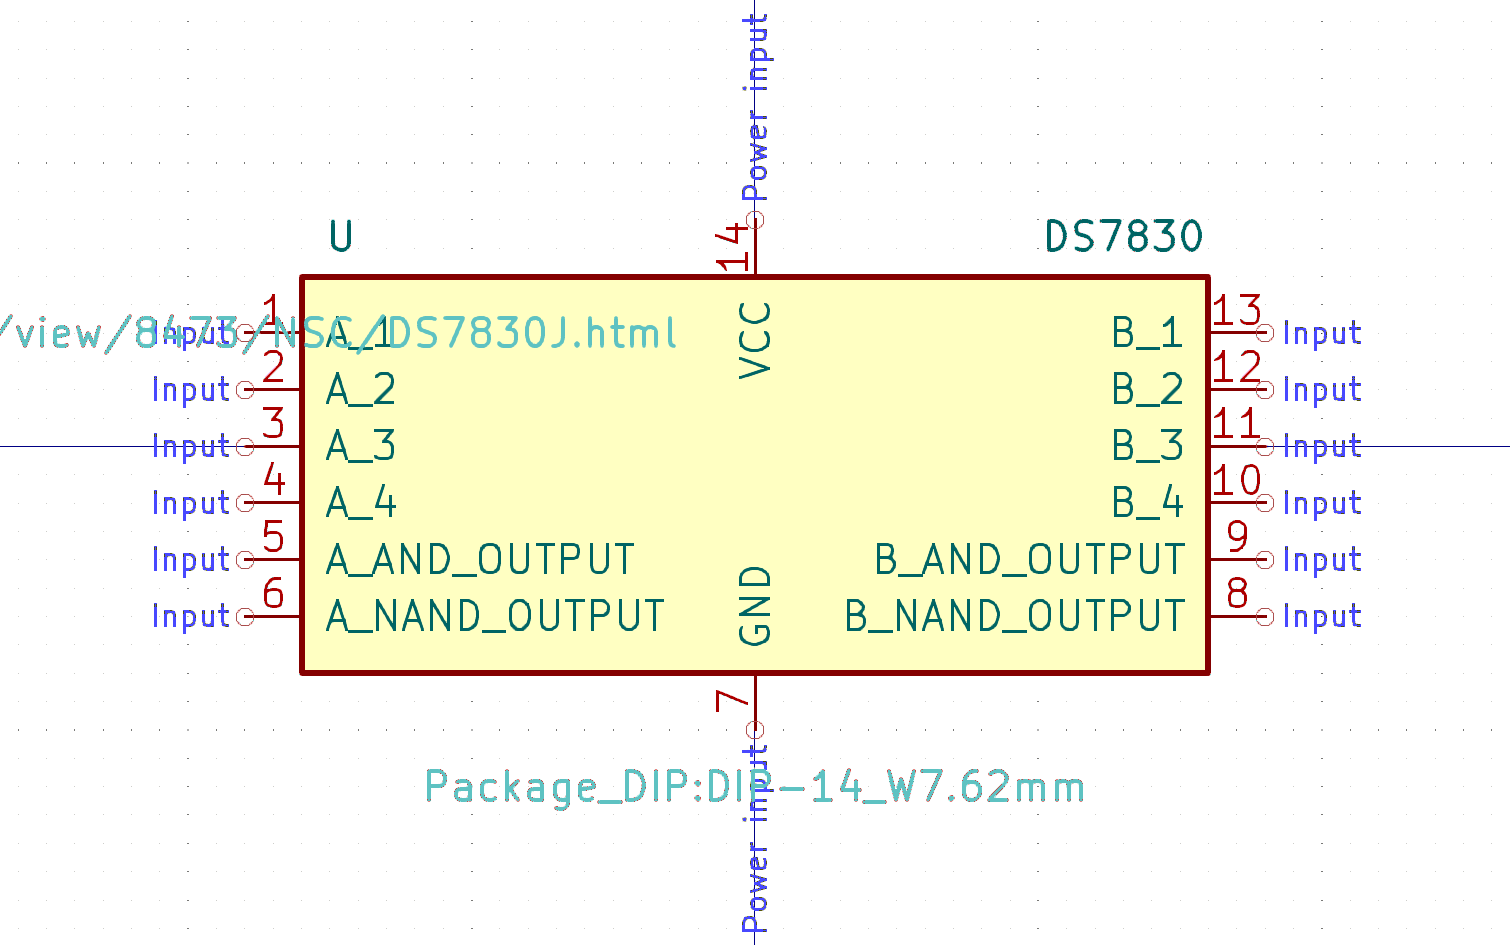 Power input
U
DS7830
14
/view/8473/NSC/DS7830J.html
Input 1 A_1
VCC
B_1 13 Input
Input 2 A_2
B_2 12 Input
Input 3 A_3
B_3 11 Input
Input 4 A_4
B_4 10 Input
Input 5 A_AND_OUTPUT
B_AND_OUTPUT 9 Input
Input 6 A_NAND_OUTPUT
GND
B_NAND_OUTPUT 8 Input
7
Package_DIP:DIP-14_W7.62mm
Power input